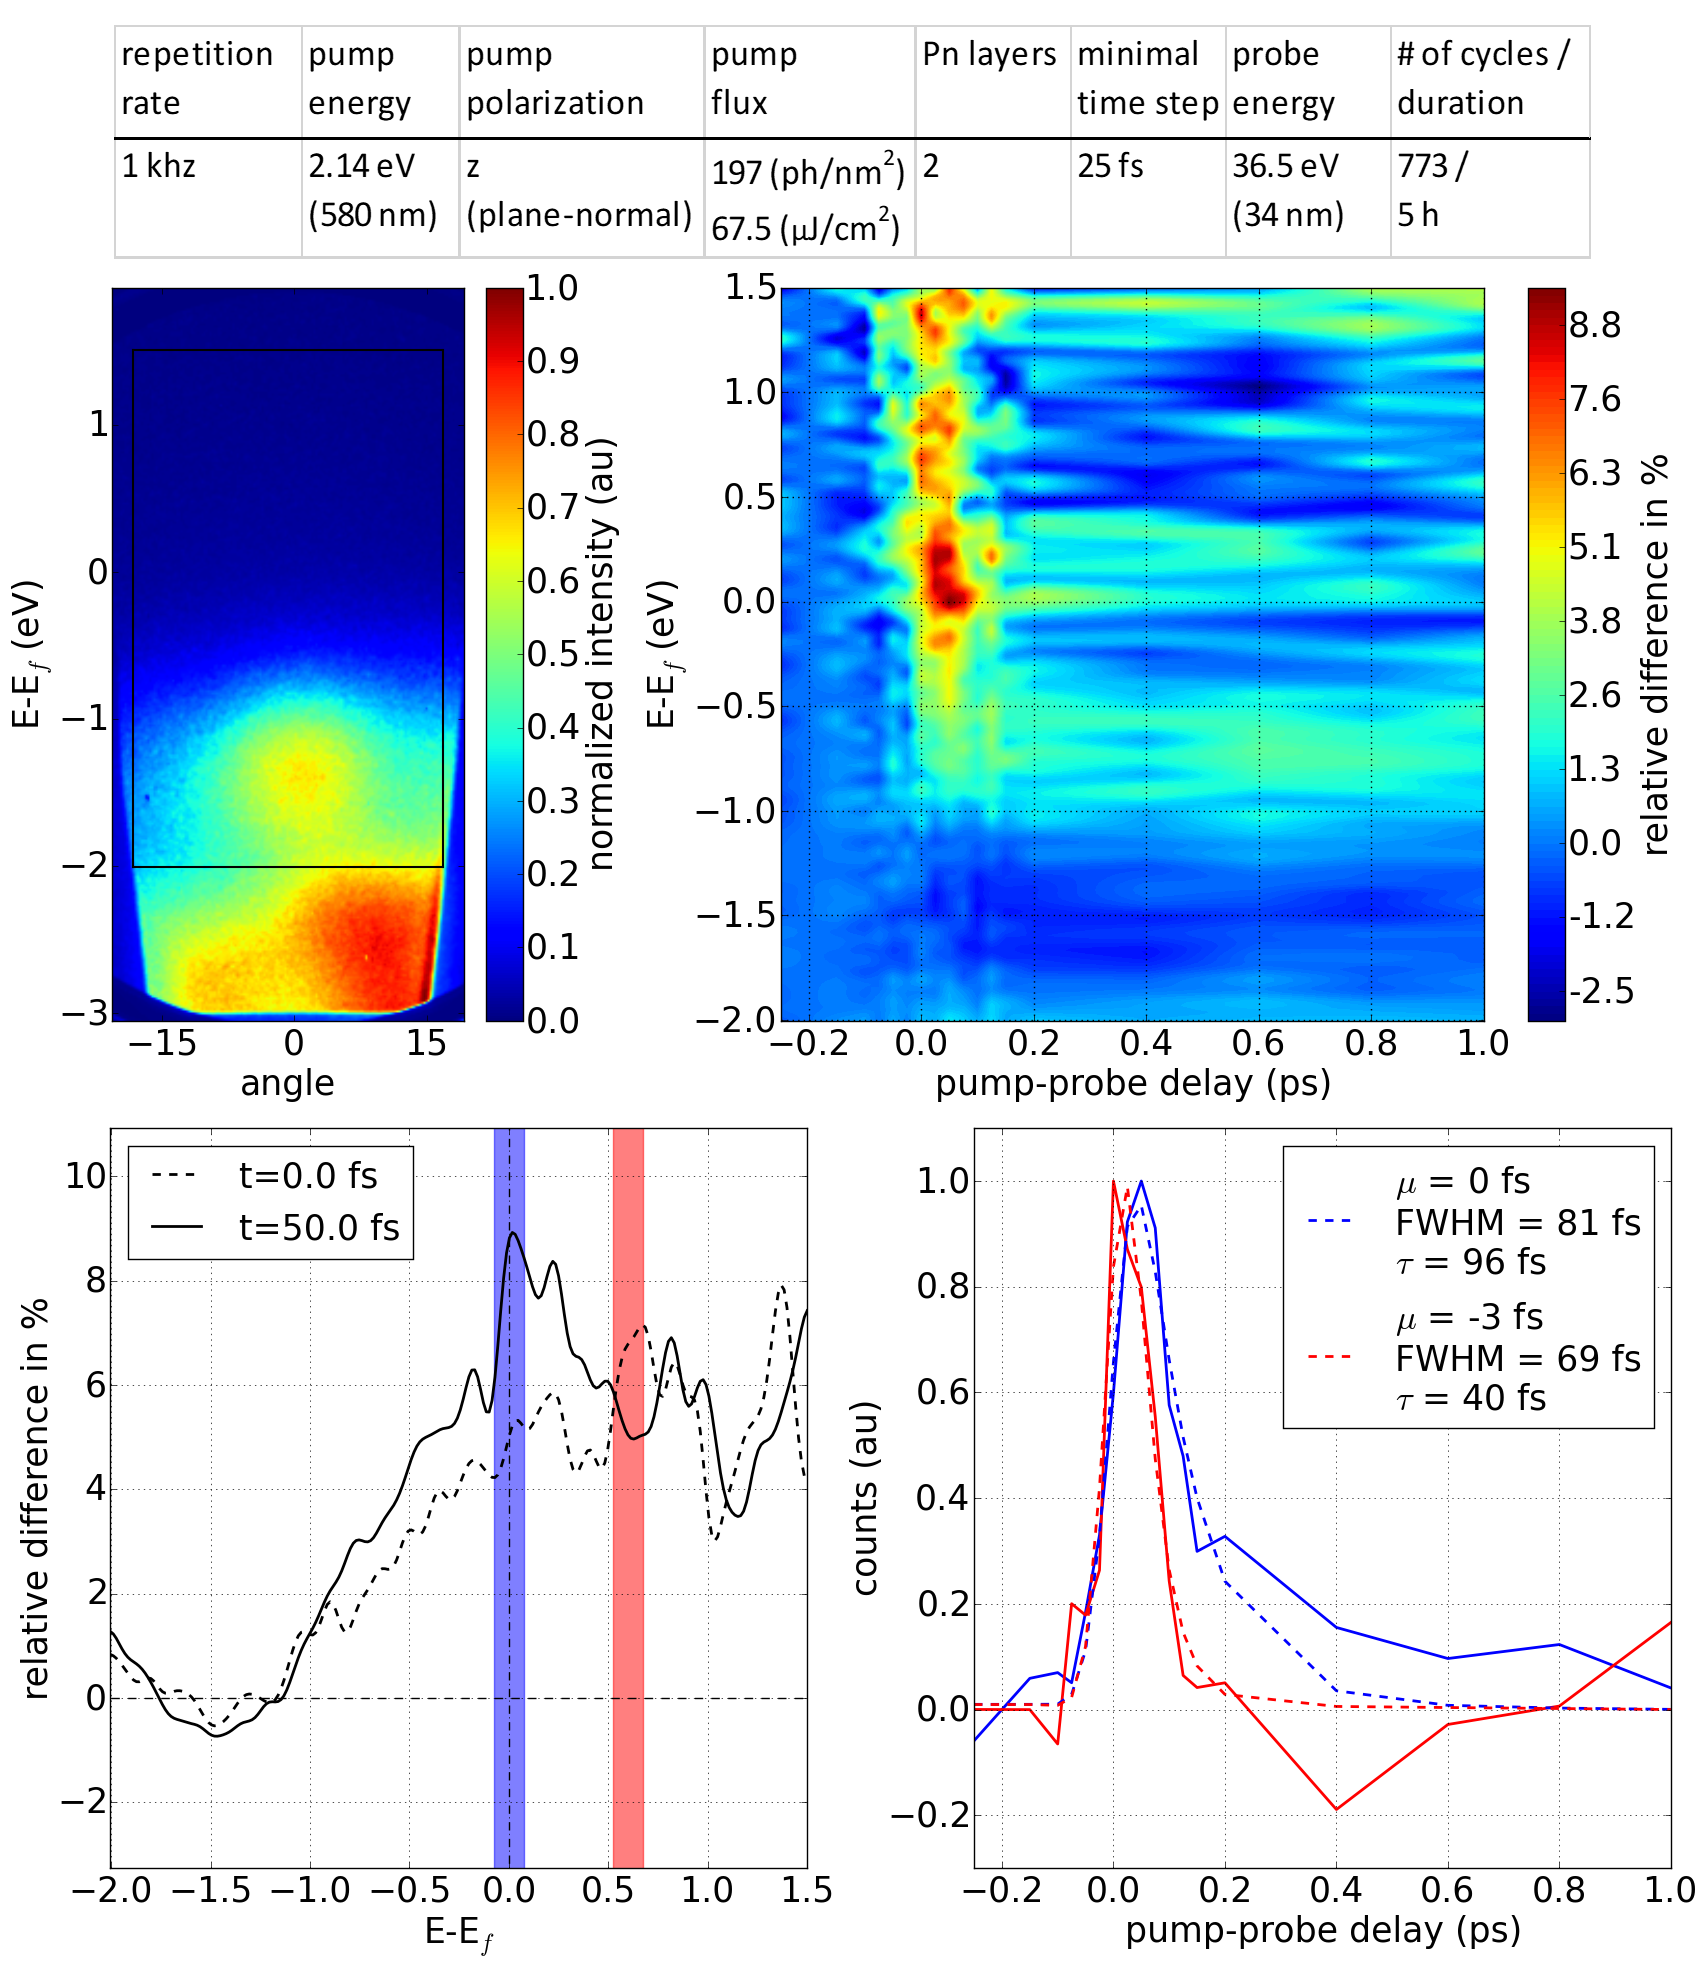 repetition rate
pump energy
pump polarization
pump flux
Pn layers
minimal time step
probe energy
# of cycles / duration
1 khz
2.14 eV (580 nm)
z (plane-normal)
197 (ph/nm²)
67.5 (µJ/cm²)
2
25 fs
36.5 eV (34 nm)
773 / 5 h
E-E_f (eV)
1
0
−1
−2
−3
−15 0 15
angle
1.0
0.9
0.8
0.7
0.6
0.5
0.4
0.3
0.2
0.1
0.0
normalized intensity (au)
E-E_f (eV)
1.5
1.0
0.5
0.0
−0.5
−1.0
−1.5
−2.0
−0.2 0.0 0.2 0.4 0.6 0.8 1.0
pump-probe delay (ps)
8.8
7.6
6.3
5.1
3.8
2.6
1.3
0.0
-1.2
-2.5
relative difference in %
relative difference in %
10
8
6
4
2
0
−2
t=0.0 fs
t=50.0 fs
−2.0 −1.5 −1.0 −0.5 0.0 0.5 1.0 1.5
E-E_f
counts (au)
1.0
0.8
0.6
0.4
0.2
0.0
−0.2
μ = 0 fs
FWHM = 81 fs
τ = 96 fs
μ = -3 fs
FWHM = 69 fs
τ = 40 fs
−0.2 0.0 0.2 0.4 0.6 0.8 1.0
pump-probe delay (ps)